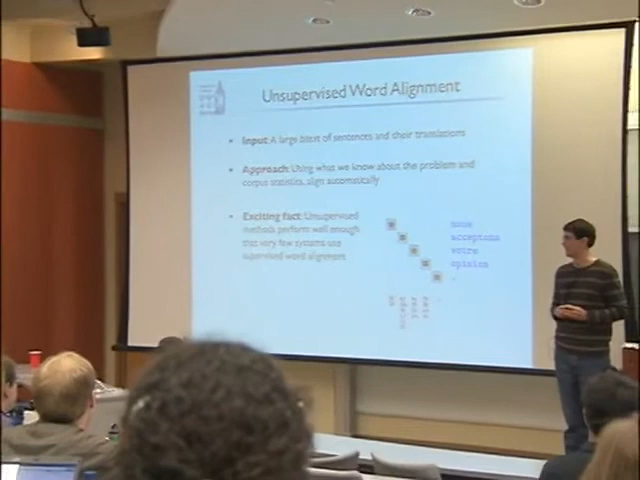 Unsupervised Word Alignment
• Input: A large bitext of sentences and their translations
• Approach: Using what we know about the problem and
corpus statistics, align automatically
• Exciting fact: Unsupervised
methods perform well enough
that very few systems use
supervised word alignment
nous
acceptons
votre
opinion
.